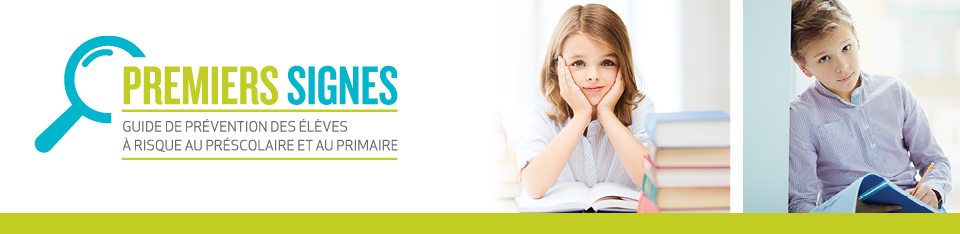 PREMIERS SIGNES
GUIDE DE PRÉVENTION DES ÉLÈVES
À RISQUE AU PRÉSCOLAIRE ET AU PRIMAIRE